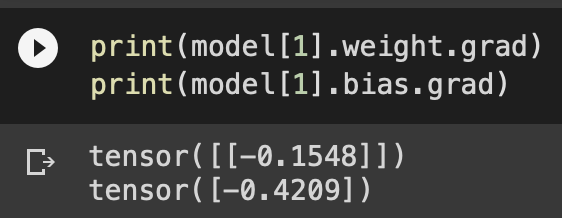 print(model[1].weight.grad)
print(model[1].bias.grad)
tensor([[-0.1548]])
tensor([-0.4209])